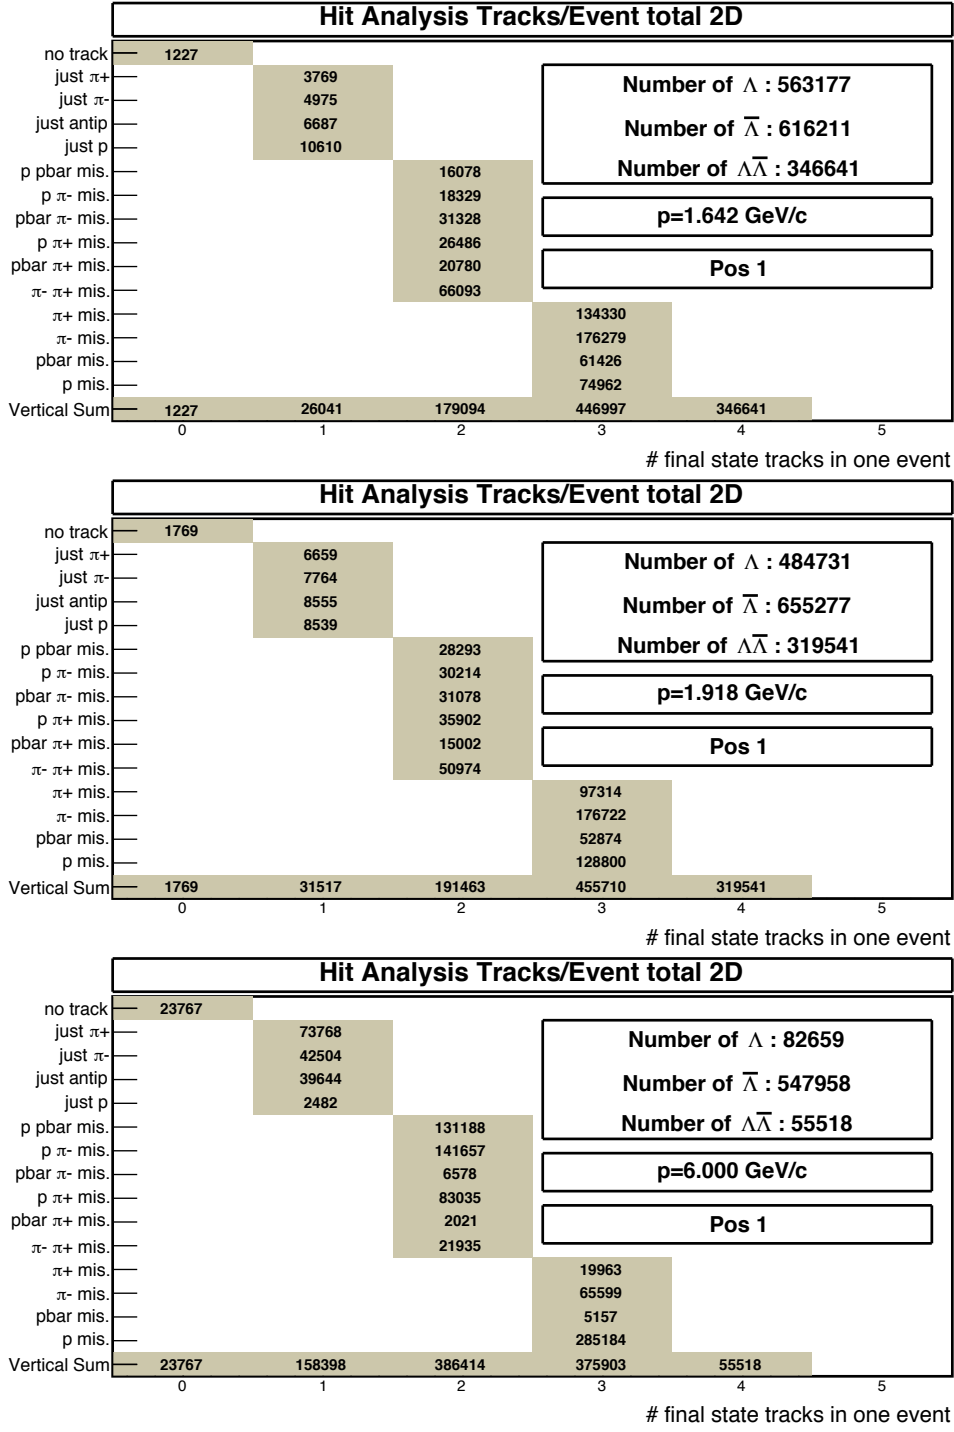 Hit Analysis Tracks/Event total 2D
no track 1227
just π+ 3769
just π- 4975
just antip 6687
just p 10610
Number of Λ : 563177
Number of Λ̅ : 616211
Number of ΛΛ̅ : 346641
p pbar mis. 16078
p π- mis. 18329
pbar π- mis. 31328
p π+ mis. 26486
pbar π+ mis. 20780
π- π+ mis. 66093
p=1.642 GeV/c
Pos 1
π+ mis. 134330
π- mis. 176279
pbar mis. 61426
p mis. 74962
Vertical Sum 1227 26041 179094 446997 346641
0 1 2 3 4 5
# final state tracks in one event
Hit Analysis Tracks/Event total 2D
no track 1769
just π+ 6659
just π- 7764
just antip 8555
just p 8539
Number of Λ : 484731
Number of Λ̅ : 655277
Number of ΛΛ̅ : 319541
p pbar mis. 28293
p π- mis. 30214
pbar π- mis. 31078
p π+ mis. 35902
pbar π+ mis. 15002
π- π+ mis. 50974
p=1.918 GeV/c
Pos 1
π+ mis. 97314
π- mis. 176722
pbar mis. 52874
p mis. 128800
Vertical Sum 1769 31517 191463 455710 319541
0 1 2 3 4 5
# final state tracks in one event
Hit Analysis Tracks/Event total 2D
no track 23767
just π+ 73768
just π- 42504
just antip 39644
just p 2482
Number of Λ : 82659
Number of Λ̅ : 547958
Number of ΛΛ̅ : 55518
p pbar mis. 131188
p π- mis. 141657
pbar π- mis. 6578
p π+ mis. 83035
pbar π+ mis. 2021
π- π+ mis. 21935
p=6.000 GeV/c
Pos 1
π+ mis. 19963
π- mis. 65599
pbar mis. 5157
p mis. 285184
Vertical Sum 23767 158398 386414 375903 55518
0 1 2 3 4 5
# final state tracks in one event